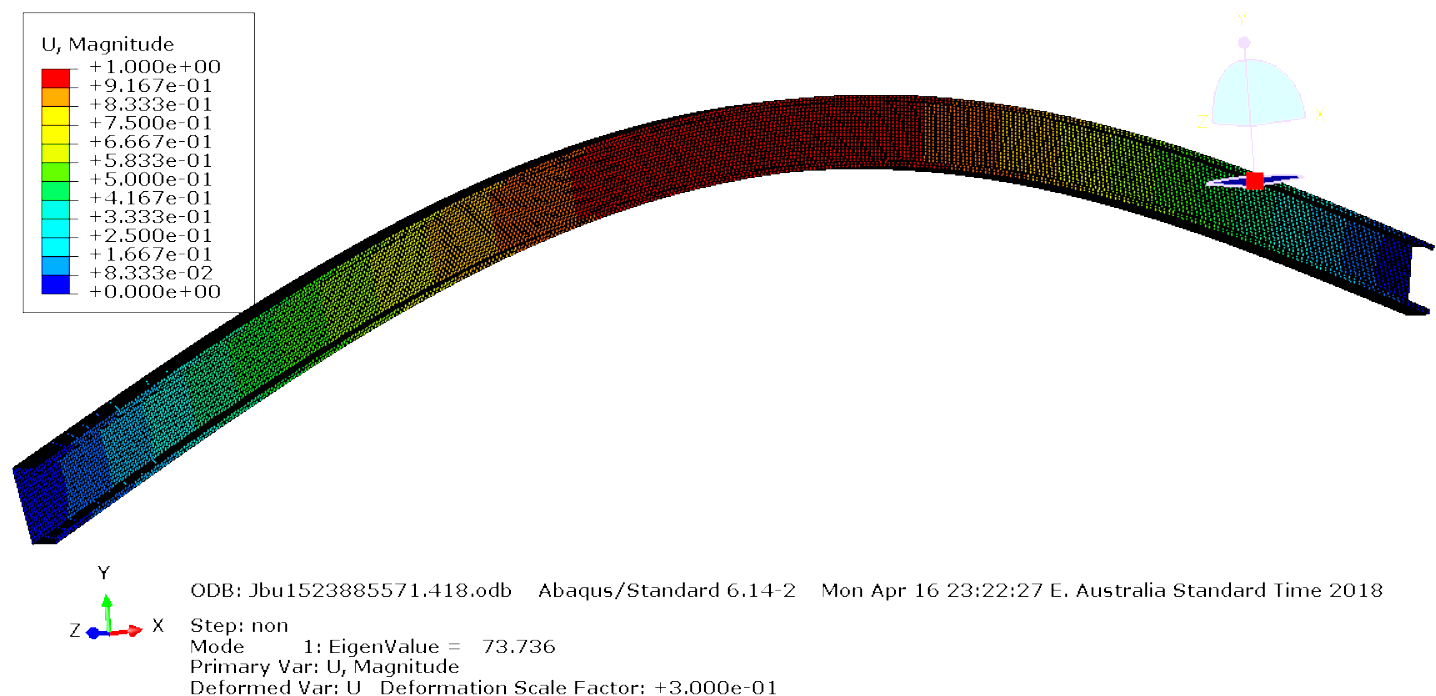 U, Magnitude
+1.000e+00
+9.167e-01
+8.333e-01
+7.500e-01
+6.667e-01
+5.833e-01
+5.000e-01
+4.167e-01
+3.333e-01
+2.500e-01
+1.667e-01
+8.333e-02
+0.000e+00
Y
Z X
Y
Z X
ODB: Jbu1523885571.418.odb Abaqus/Standard 6.14-2 Mon Apr 16 23:22:27 E. Australia Standard Time 2018
Step: non
Mode 1: EigenValue = 73.736
Primary Var: U, Magnitude
Deformed Var: U Deformation Scale Factor: +3.000e-01